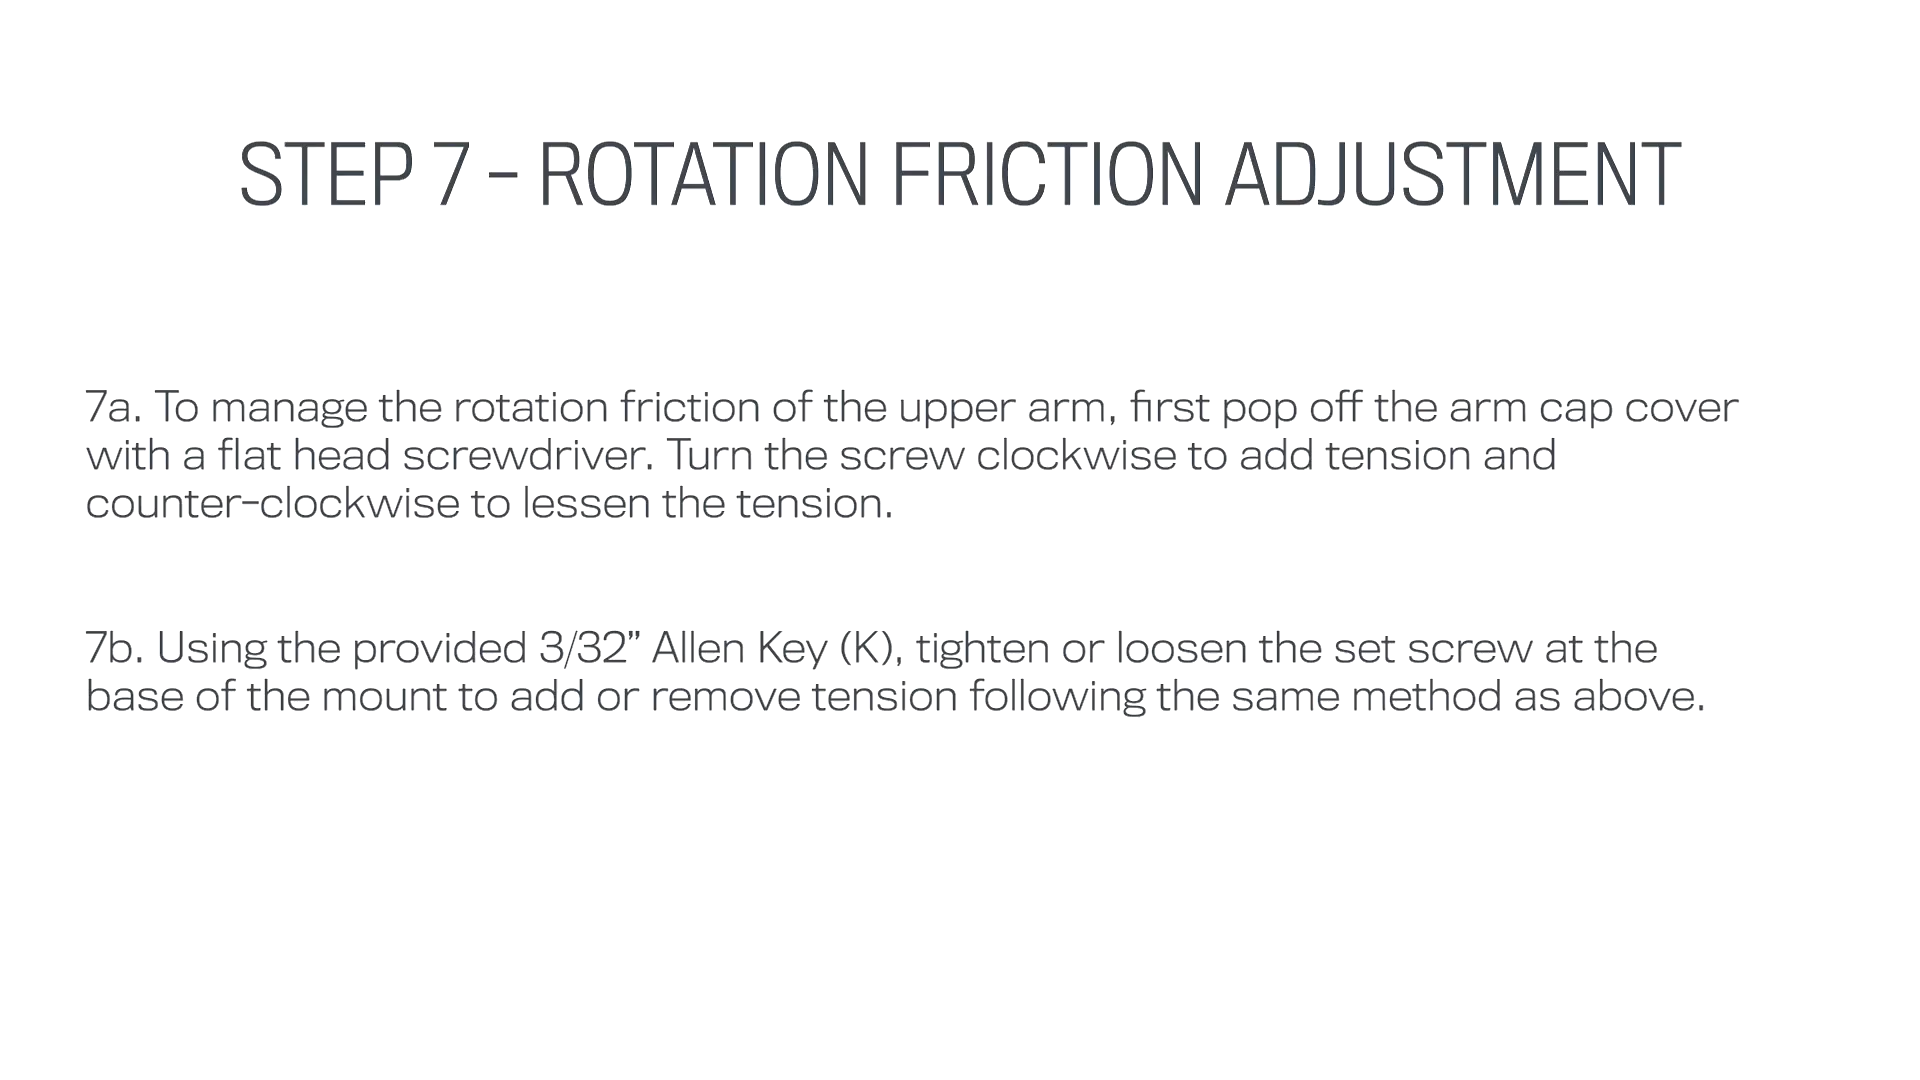 STEP 7 – ROTATION FRICTION ADJUSTMENT
7a. To manage the rotation friction of the upper arm, first pop off the arm cap cover
with a flat head screwdriver. Turn the screw clockwise to add tension and
counter-clockwise to lessen the tension.
7b. Using the provided 3/32” Allen Key (K), tighten or loosen the set screw at the
base of the mount to add or remove tension following the same method as above.